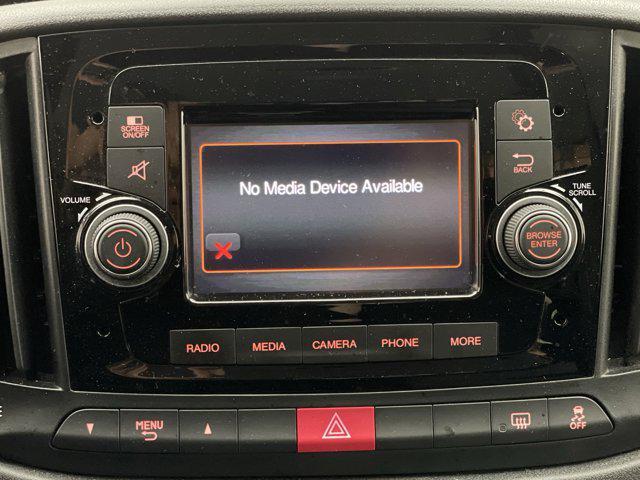 SCREEN
ON/OFF
BACK
VOLUME
TUNE
SCROLL
No Media Device Available
BROWSE
ENTER
RADIO
MEDIA
CAMERA
PHONE
MORE
MENU
OFF